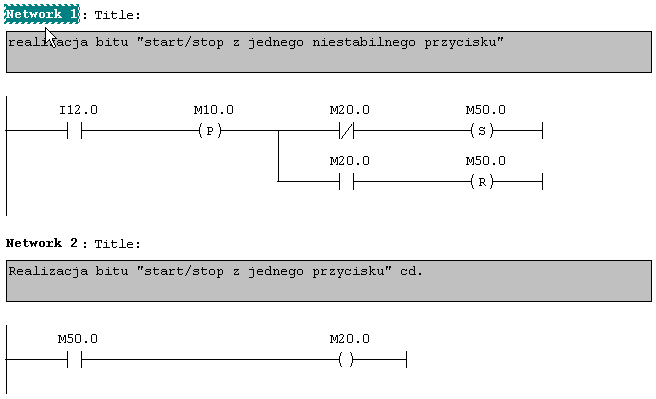 Network 1 : Title:
realizacja bitu "start/stop z jednego niestabilnego przycisku"
I12.0 M10.0 M20.0 M50.0
P S
M20.0 M50.0
R
Network 2 : Title:
Realizacja bitu "start/stop z jednego przycisku" cd.
M50.0 M20.0